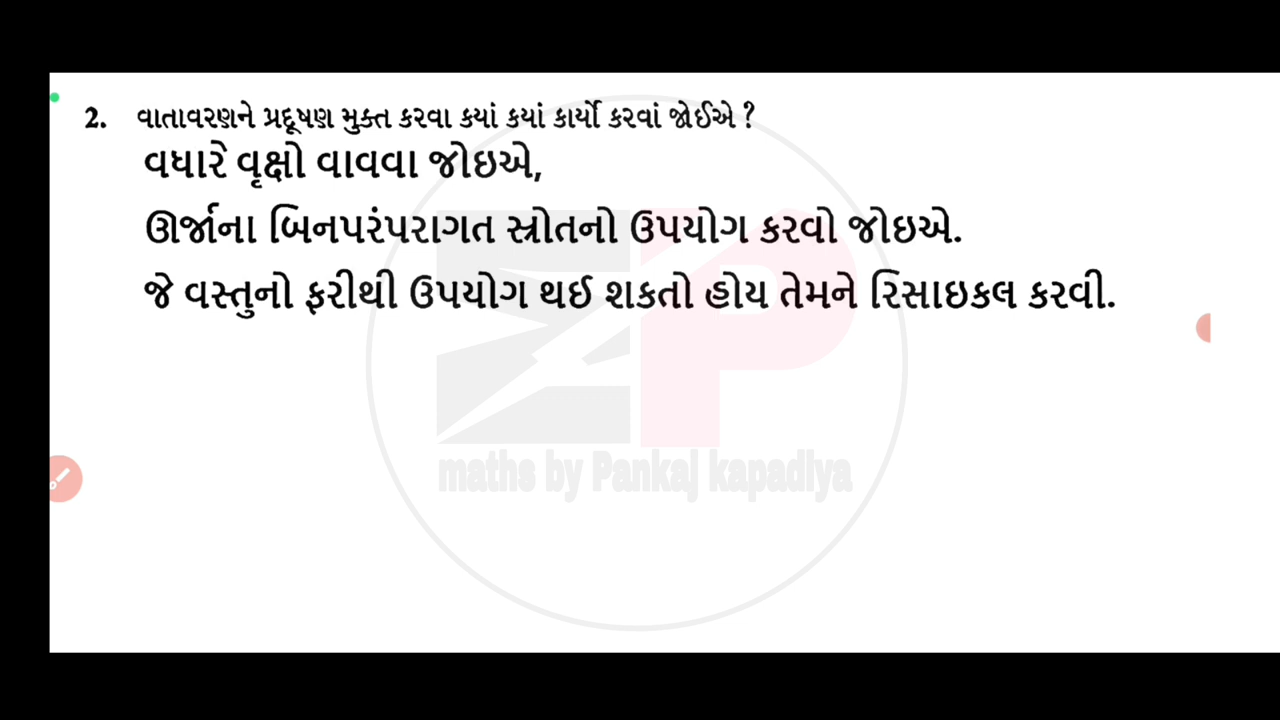 2. વાતાવરણને પ્રદૂષણ મુક્ત કરવા કયાં કયાં કાર્યો કરવાં જોઈએ ?
વધારે વૃક્ષો વાવવા જોઇએ,
ઊર્જાના બિનપરંપરાગત સ્ત્રોતનો ઉપયોગ કરવો જોઇએ.
જે વસ્તુનો ફરીથી ઉપયોગ થઈ શકતો હોય તેમને રિસાઇકલ કરવી.
maths by Pankaj kapadiya